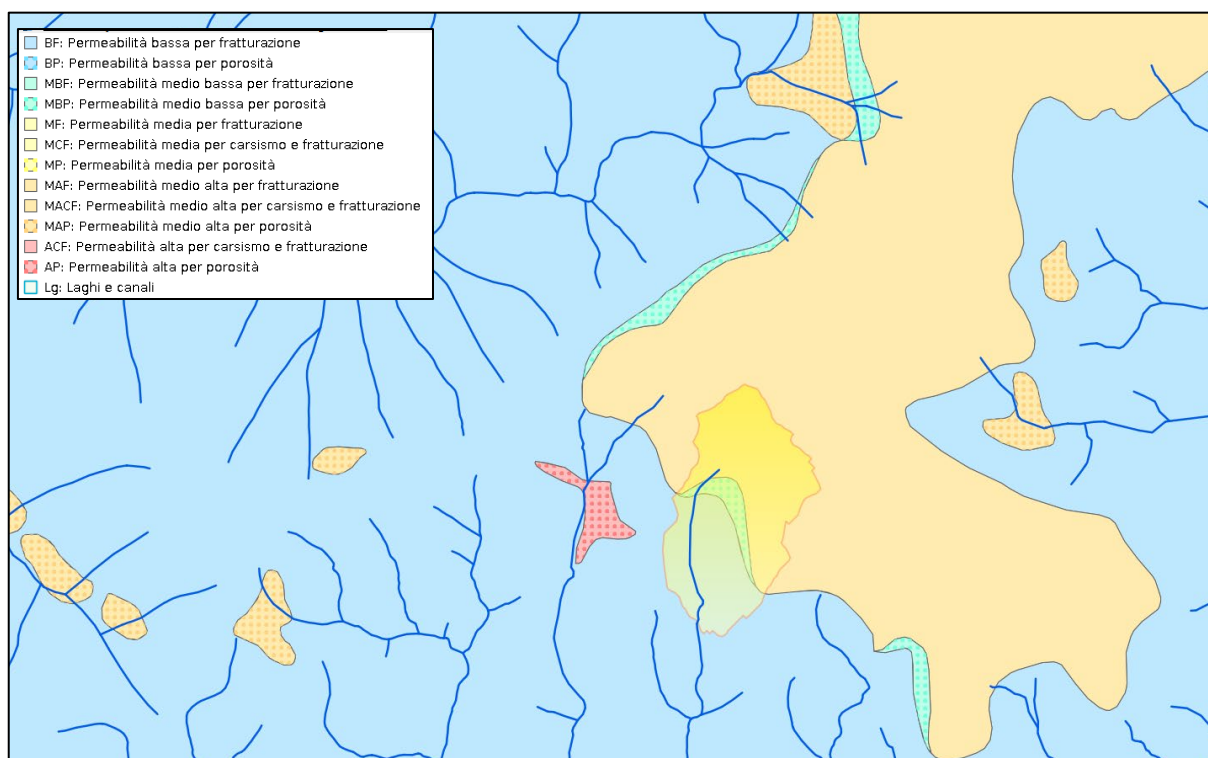 BF: Permeabilità bassa per fratturazione
BP: Permeabilità bassa per porosità
MBF: Permeabilità medio bassa per fratturazione
MBP: Permeabilità medio bassa per porosità
MF: Permeabilità media per fratturazione
MCF: Permeabilità media per carsismo e fratturazione
MP: Permeabilità media per porosità
MAF: Permeabilità medio alta per fratturazione
MACF: Permeabilità medio alta per carsismo e fratturazione
MAP: Permeabilità medio alta per porosità
ACF: Permeabilità alta per carsismo e fratturazione
AP: Permeabilità alta per porosità
Lg: Laghi e canali